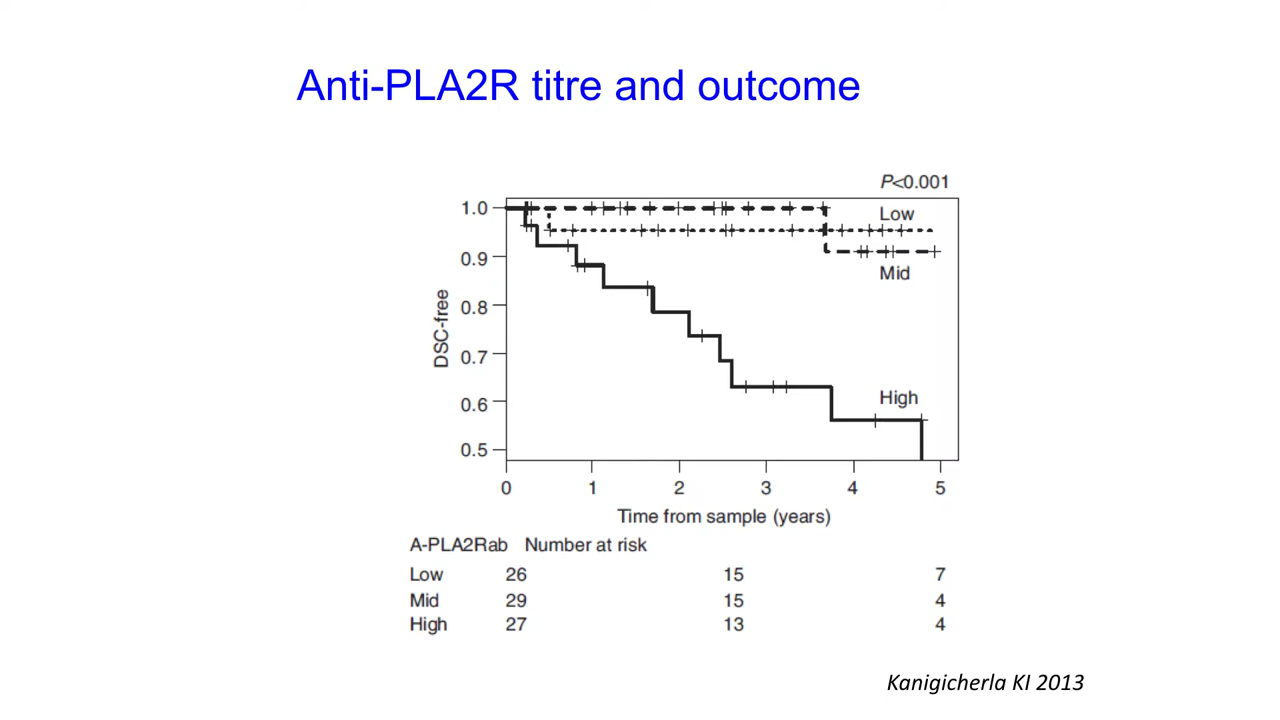 Anti-PLA2R titre and outcome
P<0.001
1.0
0.9
0.8
0.7
0.6
0.5
DSC-free
Low
Mid
High
0 1 2 3 4 5
Time from sample (years)
A-PLA2Rab Number at risk
Low 26 15 7
Mid 29 15 4
High 27 13 4
Kanigicherla KI 2013